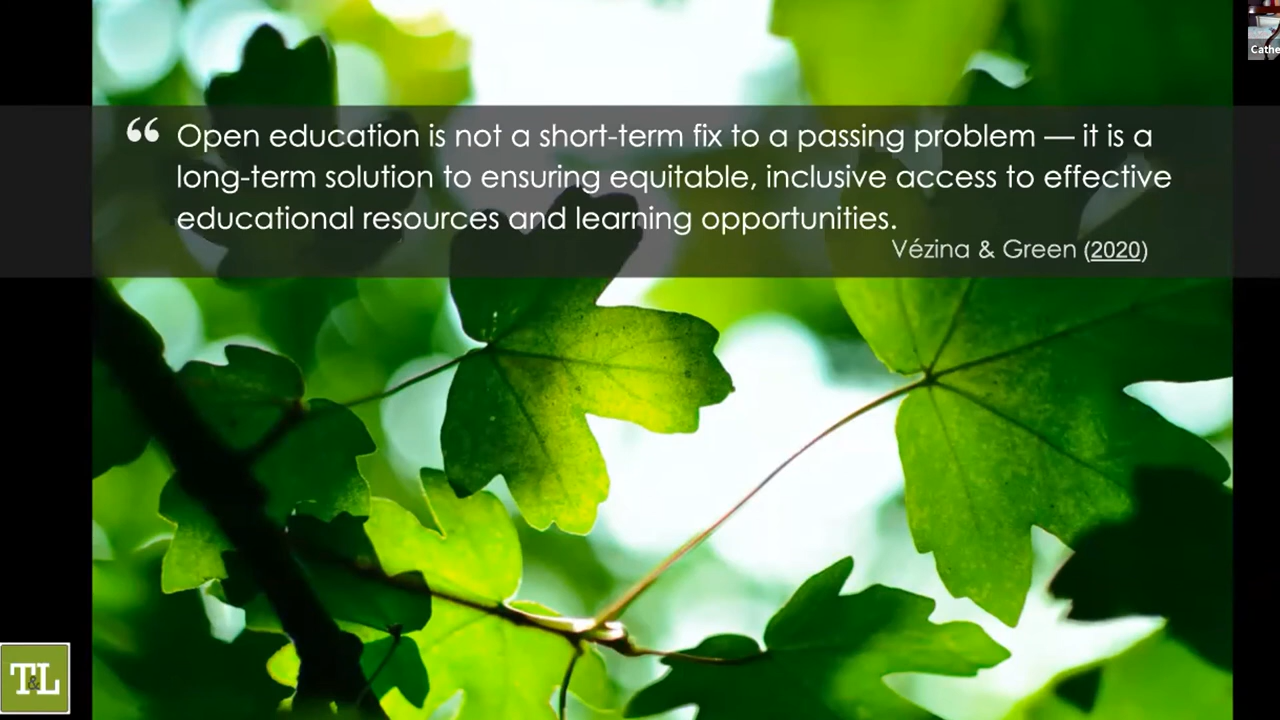 Cathe
“ Open education is not a short-term fix to a passing problem — it is a
long-term solution to ensuring equitable, inclusive access to effective
educational resources and learning opportunities.
Vézina & Green (2020)
T&L